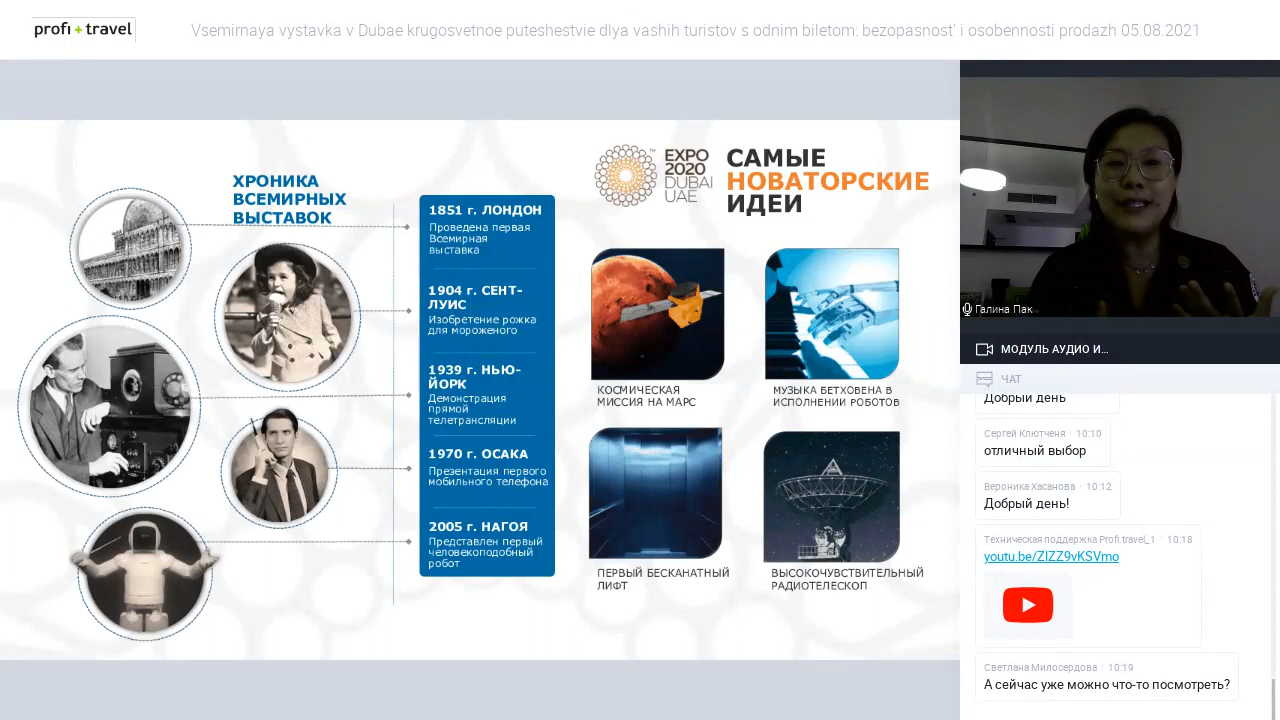 profi + travel
Vsemirnaya vystavka v Dubae krugosvetnoe puteshestvie dlya vashih turistov s odnim biletom: bezopasnost' i osobennosti prodazh 05.08.2021
ХРОНИКА
ВСЕМИРНЫХ
ВЫСТАВОК
1851 г. ЛОНДОН
Проведена первая
Всемирная
выставка
1904 г. СЕНТ-
ЛУИС
Изобретение рожка
для мороженого
1939 г. НЬЮ-
ЙОРК
Демонстрация
прямой
телетрансляции
1970 г. ОСАКА
Презентация первого
мобильного телефона
2005 г. НАГОЯ
Представлен первый
человекоподобный
робот
EXPO
2020
DUBAI
UAE
САМЫЕ
НОВАТОРСКИЕ
ИДЕИ
КОСМИЧЕСКАЯ
МИССИЯ НА МАРС
МУЗЫКА БЕТХОВЕНА В
ИСПОЛНЕНИИ РОБОТОВ
ПЕРВЫЙ БЕСКАНАТНЫЙ
ЛИФТ
ВЫСОКОЧУВСТВИТЕЛЬНЫЙ
РАДИОТЕЛЕСКОП
Галина Пак
МОДУЛЬ АУДИО И...
ЧАТ
Добрый день
Сергей Клютченя 10:10
отличный выбор
Вероника Хасанова 10:12
Добрый день!
Техническая поддержка Profi.travel_1 10:18
youtu.be/ZlZZ9vKSVmo
Светлана Милосердова 10:19
А сейчас уже можно что-то посмотреть?